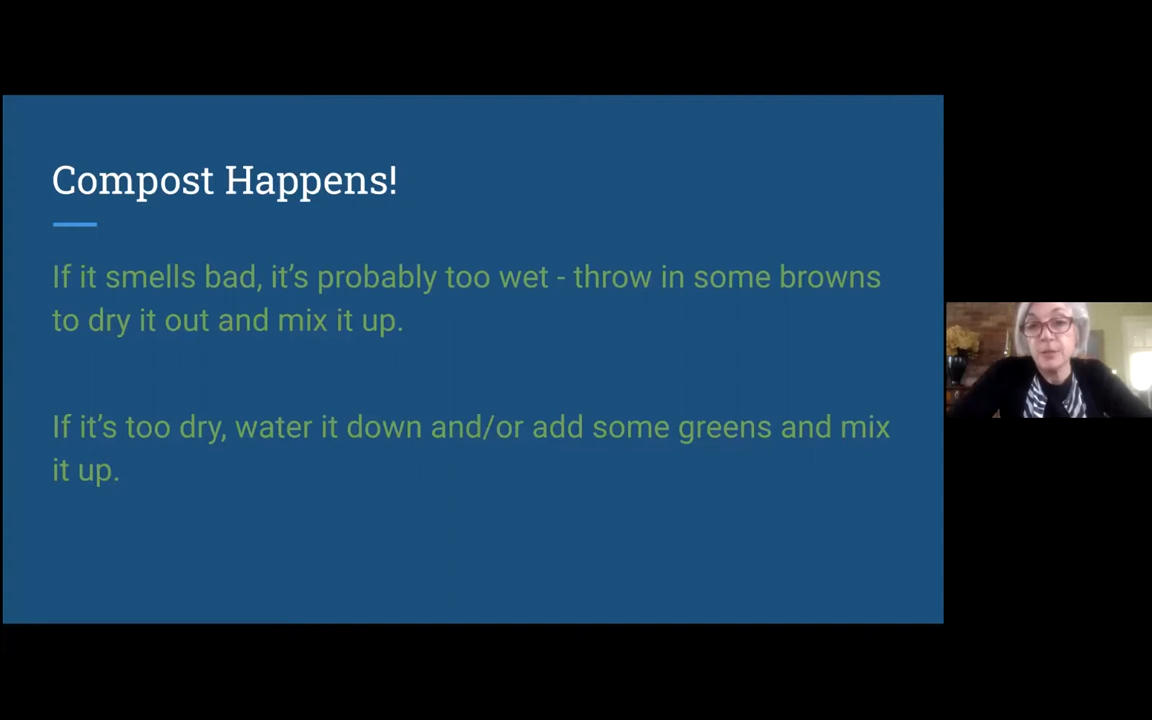 Compost Happens!
If it smells bad, it’s probably too wet - throw in some browns
to dry it out and mix it up.
If it’s too dry, water it down and/or add some greens and mix
it up.